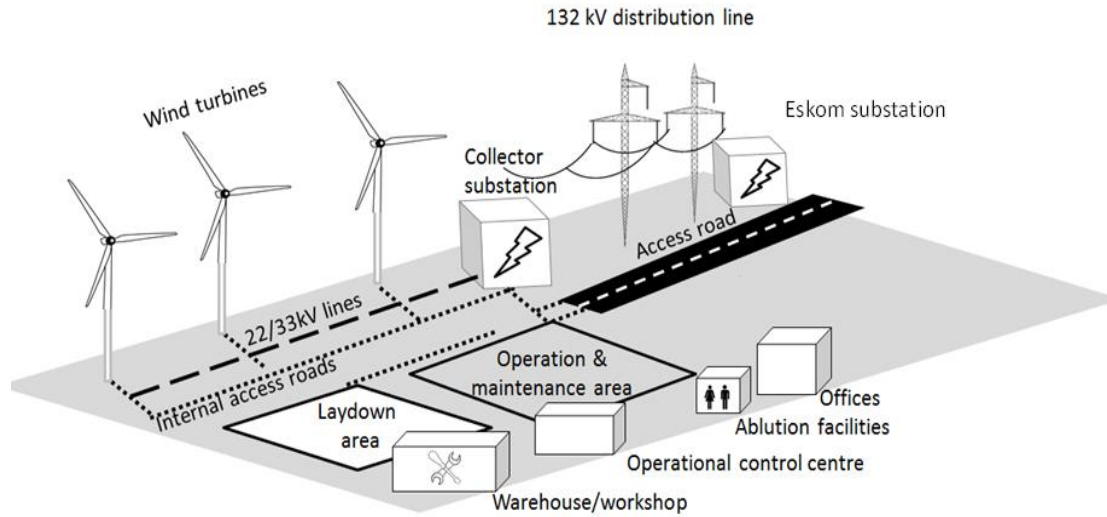 132 kV distribution line
Wind turbines
Eskom substation
Collector
substation
Access road
22/33kV lines
Internal access roads
Operation &
maintenance area
Laydown
area
Offices
Ablution facilities
Operational control centre
Warehouse/workshop